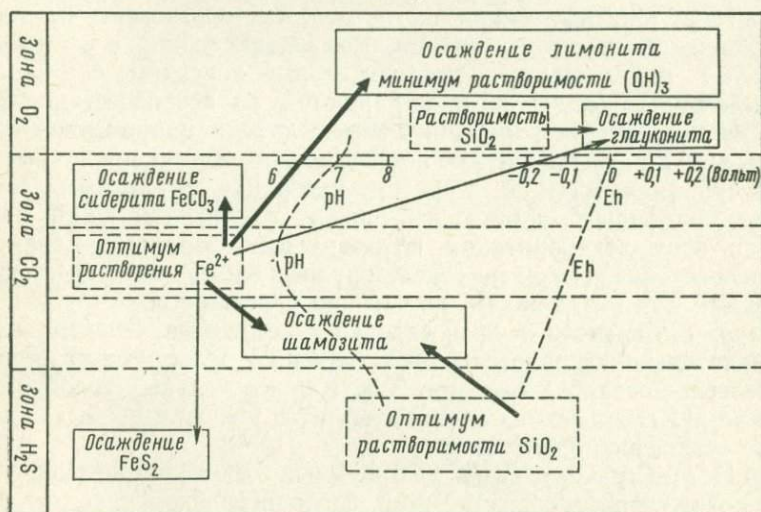 Зона O₂
Осаждение лимонита
минимум растворимости (OH)₃
Растворимость
SiO₂
Осаждение
глауконита
6 7 8
-0,2 -0,1 0 +0,1 +0,2 (Вольт)
pH
Eh
Зона CO₂
Осаждение
сидерита FeCO₃
Оптимум
растворения Fe²⁺
pH
Eh
Осаждение
шамозита
Зона H₂S
Осаждение
FeS₂
Оптимум
растворимости SiO₂